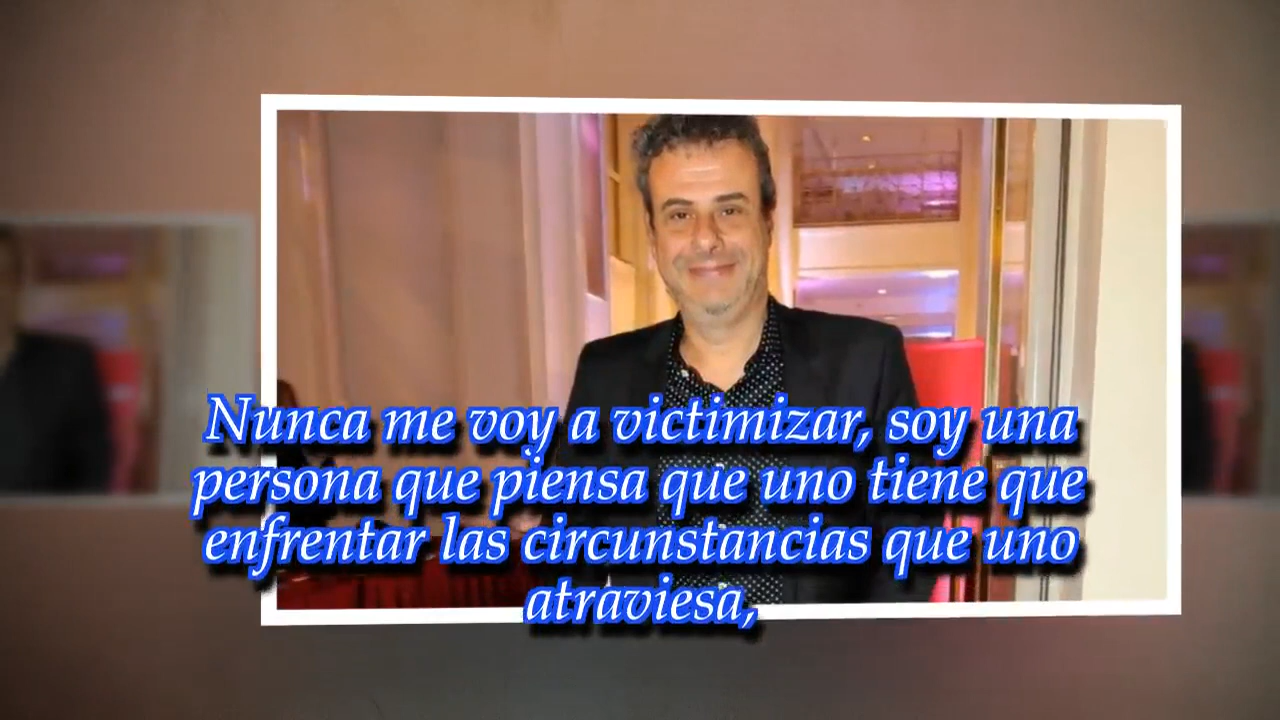 Nunca me voy a victimizar, soy una
persona que piensa que uno tiene que
enfrentar las circunstancias que uno
atraviesa,